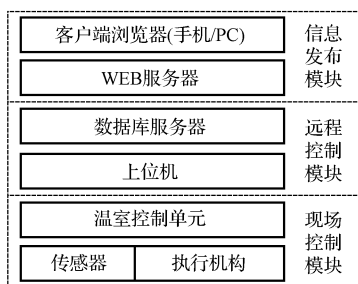 客户端浏览器(手机/PC)
WEB服务器
信息
发布
模块
数据库服务器
上位机
远程
控制
模块
温室控制单元
传感器
执行机构
现场
控制
模块